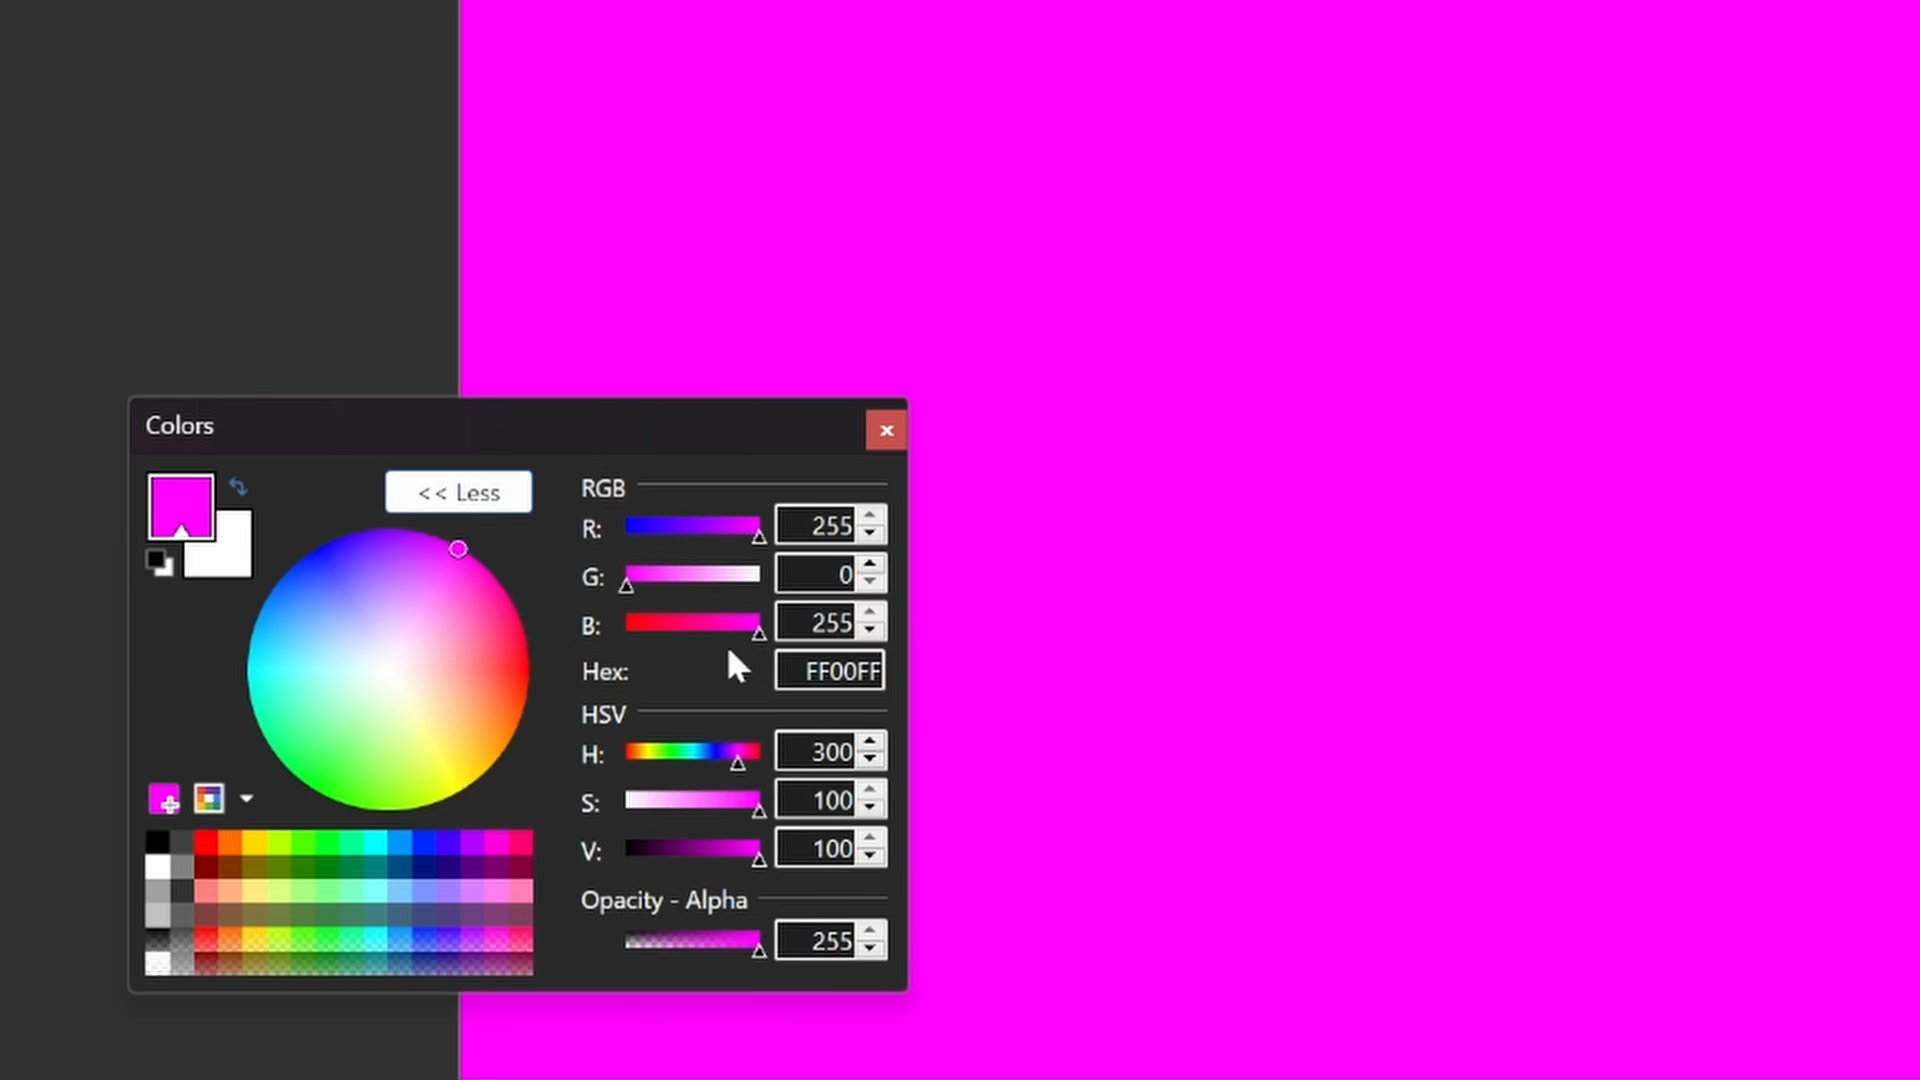 Colors
<< Less
RGB
R: 255
G: 0
B: 255
Hex: FF00FF
HSV
H: 300
S: 100
V: 100
Opacity - Alpha
255